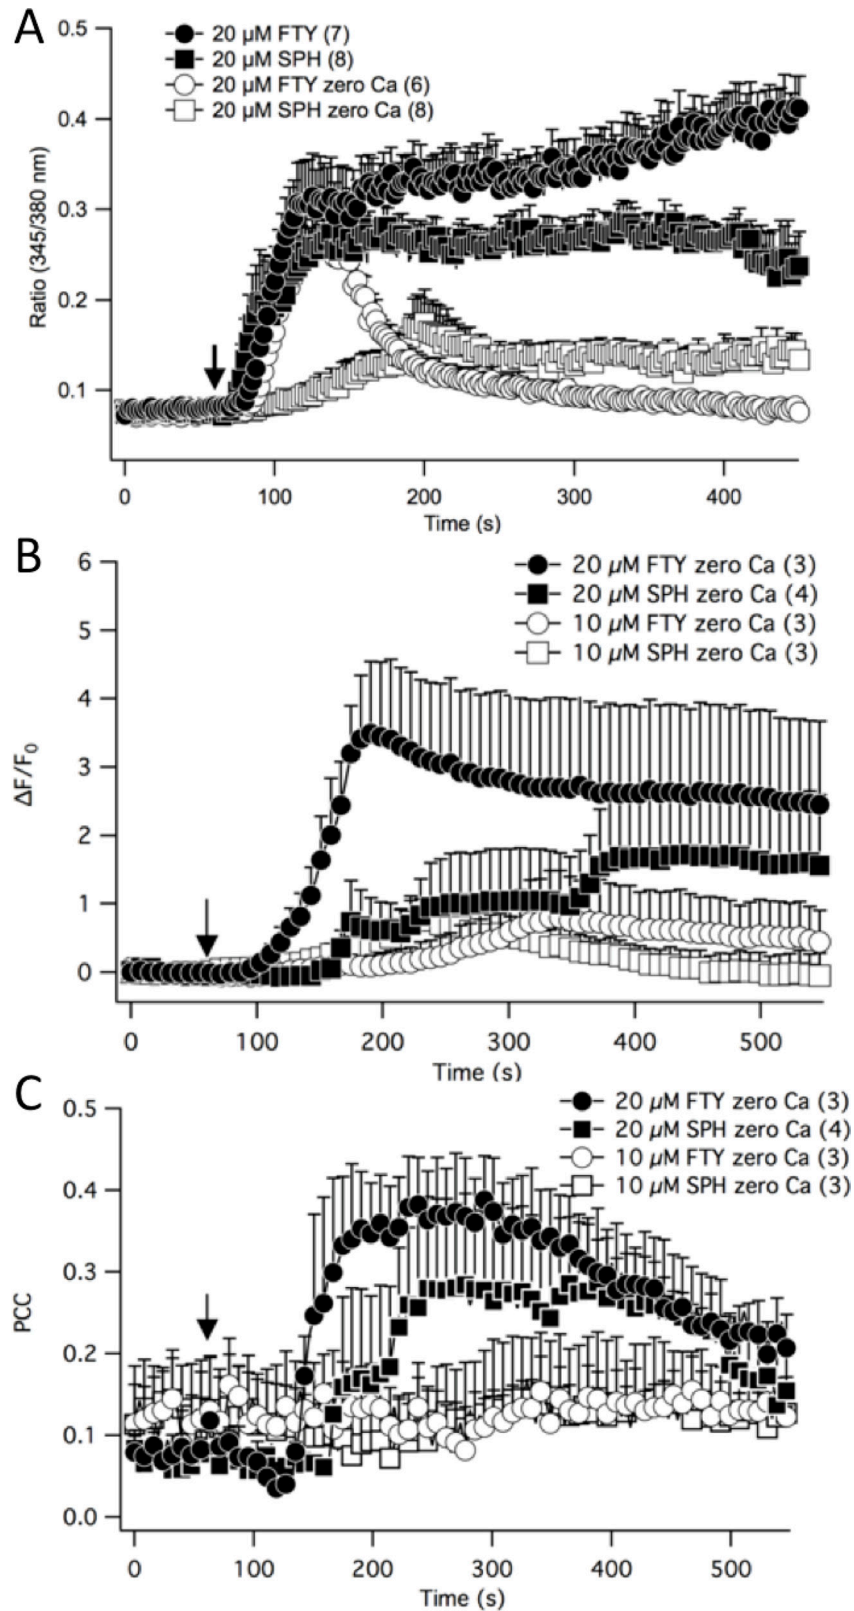 A
0.5
20 µM FTY (7)
20 µM SPH (8)
20 µM FTY zero Ca (6)
20 µM SPH zero Ca (8)
0.4
0.3
0.2
0.1
Ratio (345/380 nm)
0 100 200 300 400
Time (s)
B
6
20 µM FTY zero Ca (3)
20 µM SPH zero Ca (4)
10 µM FTY zero Ca (3)
10 µM SPH zero Ca (3)
5
4
3
2
1
0
ΔF/F0
0 100 200 300 400 500
Time (s)
C
0.5
20 µM FTY zero Ca (3)
20 µM SPH zero Ca (4)
10 µM FTY zero Ca (3)
10 µM SPH zero Ca (3)
0.4
0.3
0.2
0.1
0.0
PCC
0 100 200 300 400 500
Time (s)